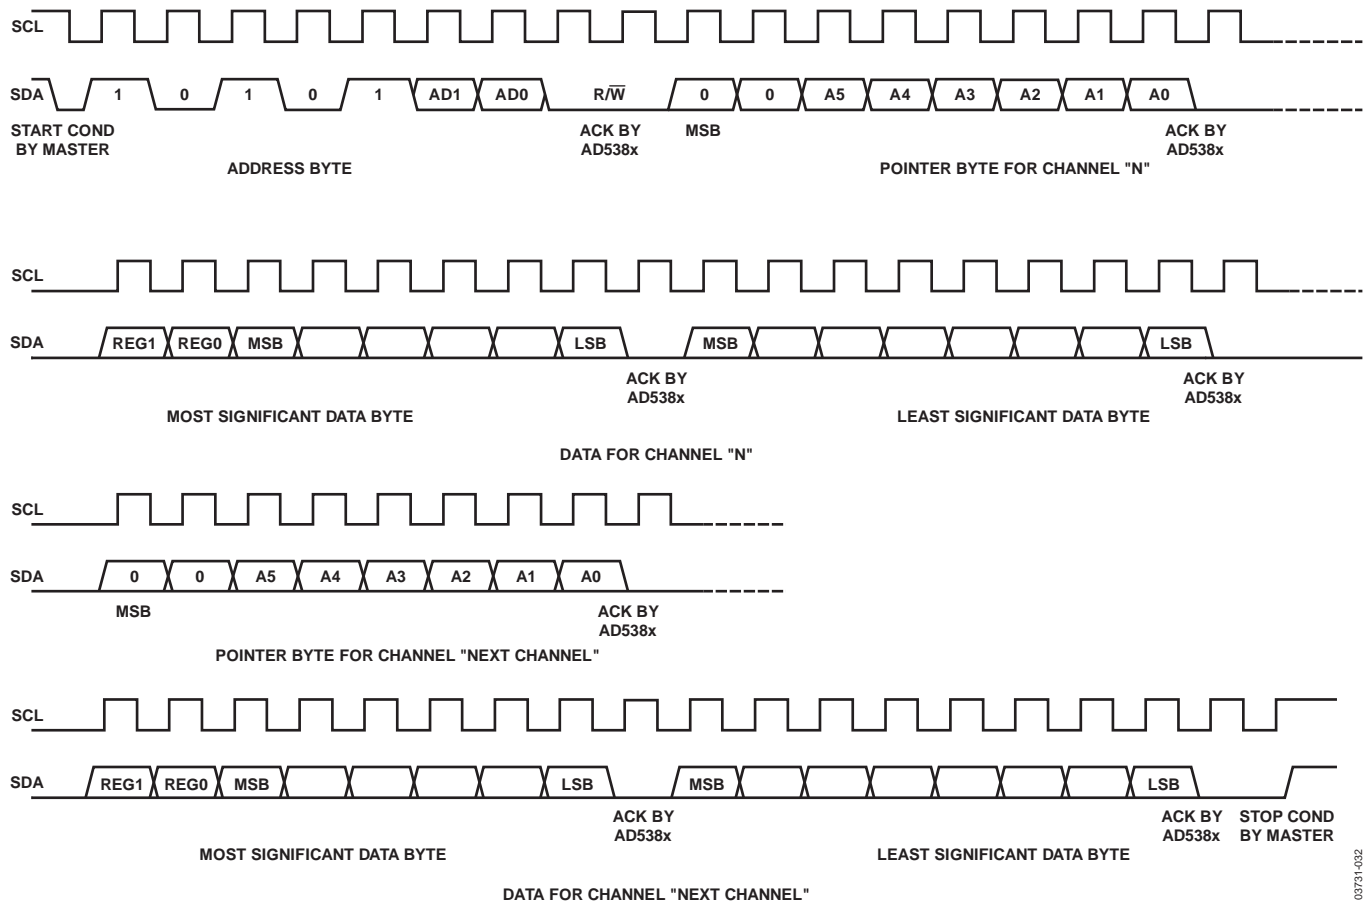 SCL
SDA 1 0 1 0 1 AD1 AD0 R/W̅ 0 0 A5 A4 A3 A2 A1 A0
START COND BY MASTER
ACK BY AD538x
MSB
ACK BY AD538x
ADDRESS BYTE
POINTER BYTE FOR CHANNEL "N"
SCL
SDA REG1 REG0 MSB LSB MSB LSB
ACK BY AD538x
ACK BY AD538x
MOST SIGNIFICANT DATA BYTE
LEAST SIGNIFICANT DATA BYTE
DATA FOR CHANNEL "N"
SCL
SDA 0 0 A5 A4 A3 A2 A1 A0
MSB
ACK BY AD538x
POINTER BYTE FOR CHANNEL "NEXT CHANNEL"
SCL
SDA REG1 REG0 MSB LSB MSB LSB
ACK BY AD538x
ACK BY AD538x
STOP COND BY MASTER
MOST SIGNIFICANT DATA BYTE
LEAST SIGNIFICANT DATA BYTE
DATA FOR CHANNEL "NEXT CHANNEL"
03731-032